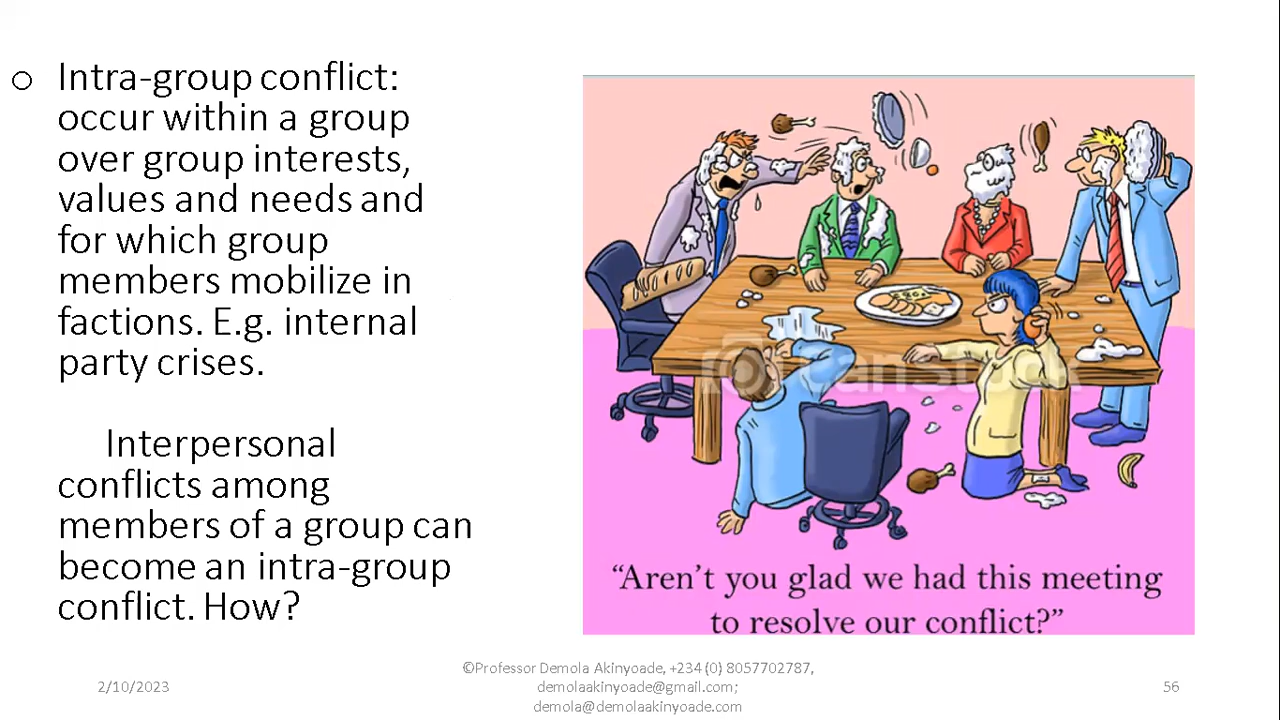 o Intra-group conflict:
occur within a group
over group interests,
values and needs and
for which group
members mobilize in
factions. E.g. internal
party crises.
Interpersonal
conflicts among
members of a group can
become an intra-group
conflict. How?
CanStock
“Aren’t you glad we had this meeting
to resolve our conflict?”
2/10/2023
©Professor Demola Akinyoade, +234 (0) 8057702787,
demolaakinyoade@gmail.com;
demola@demolaakinyoade.com
56